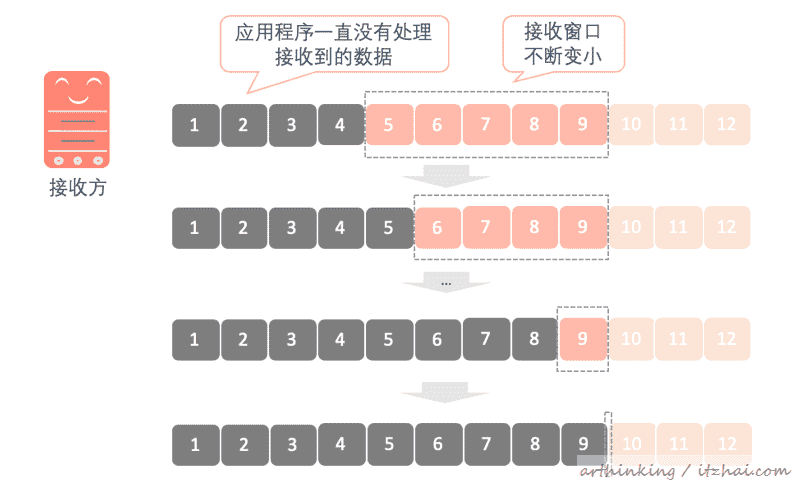 应用程序一直没有处理
接收到的数据
接收窗口
不断变小
接收方
1 2 3 4 5 6 7 8 9 10 11 12
1 2 3 4 5 6 7 8 9 10 11 12
...
1 2 3 4 5 6 7 8 9 10 11 12
1 2 3 4 5 6 7 8 9 10 11 12
arthinking / itzhai.com